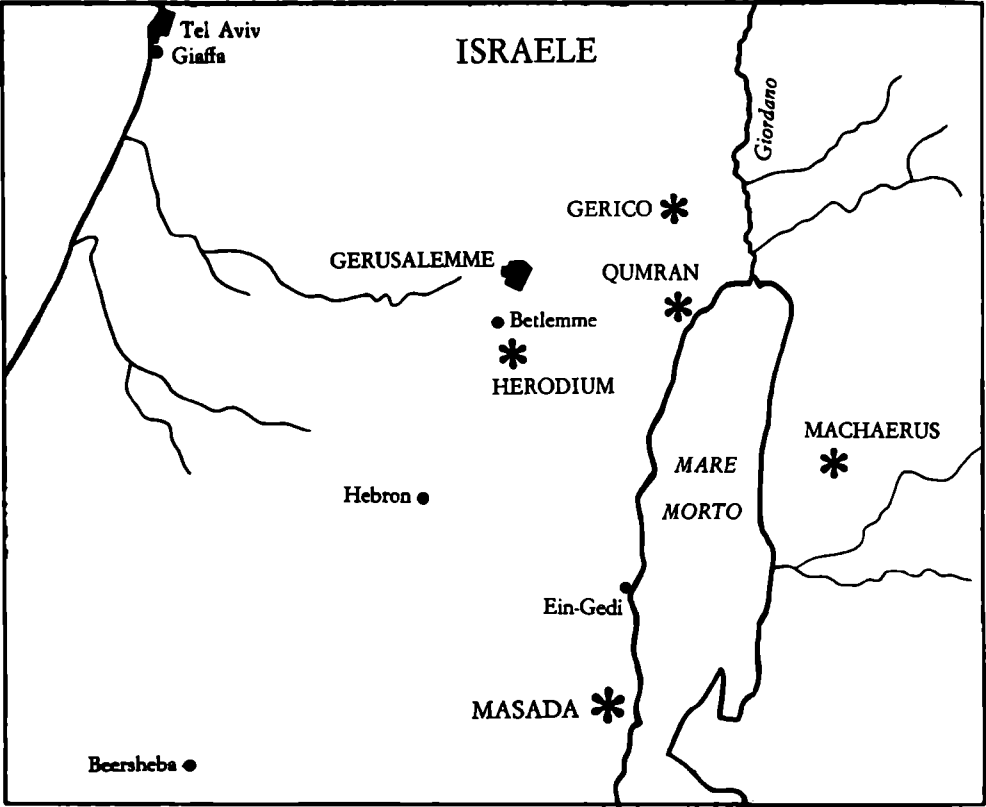 Tel Aviv
Giaffa
ISRAELE
Giordano
GERICO
GERUSALEMME
QUMRAN
Betlemme
HERODIUM
MACHAERUS
MARE
MORTO
Hebron
Ein-Gedi
MASADA
Beersheba